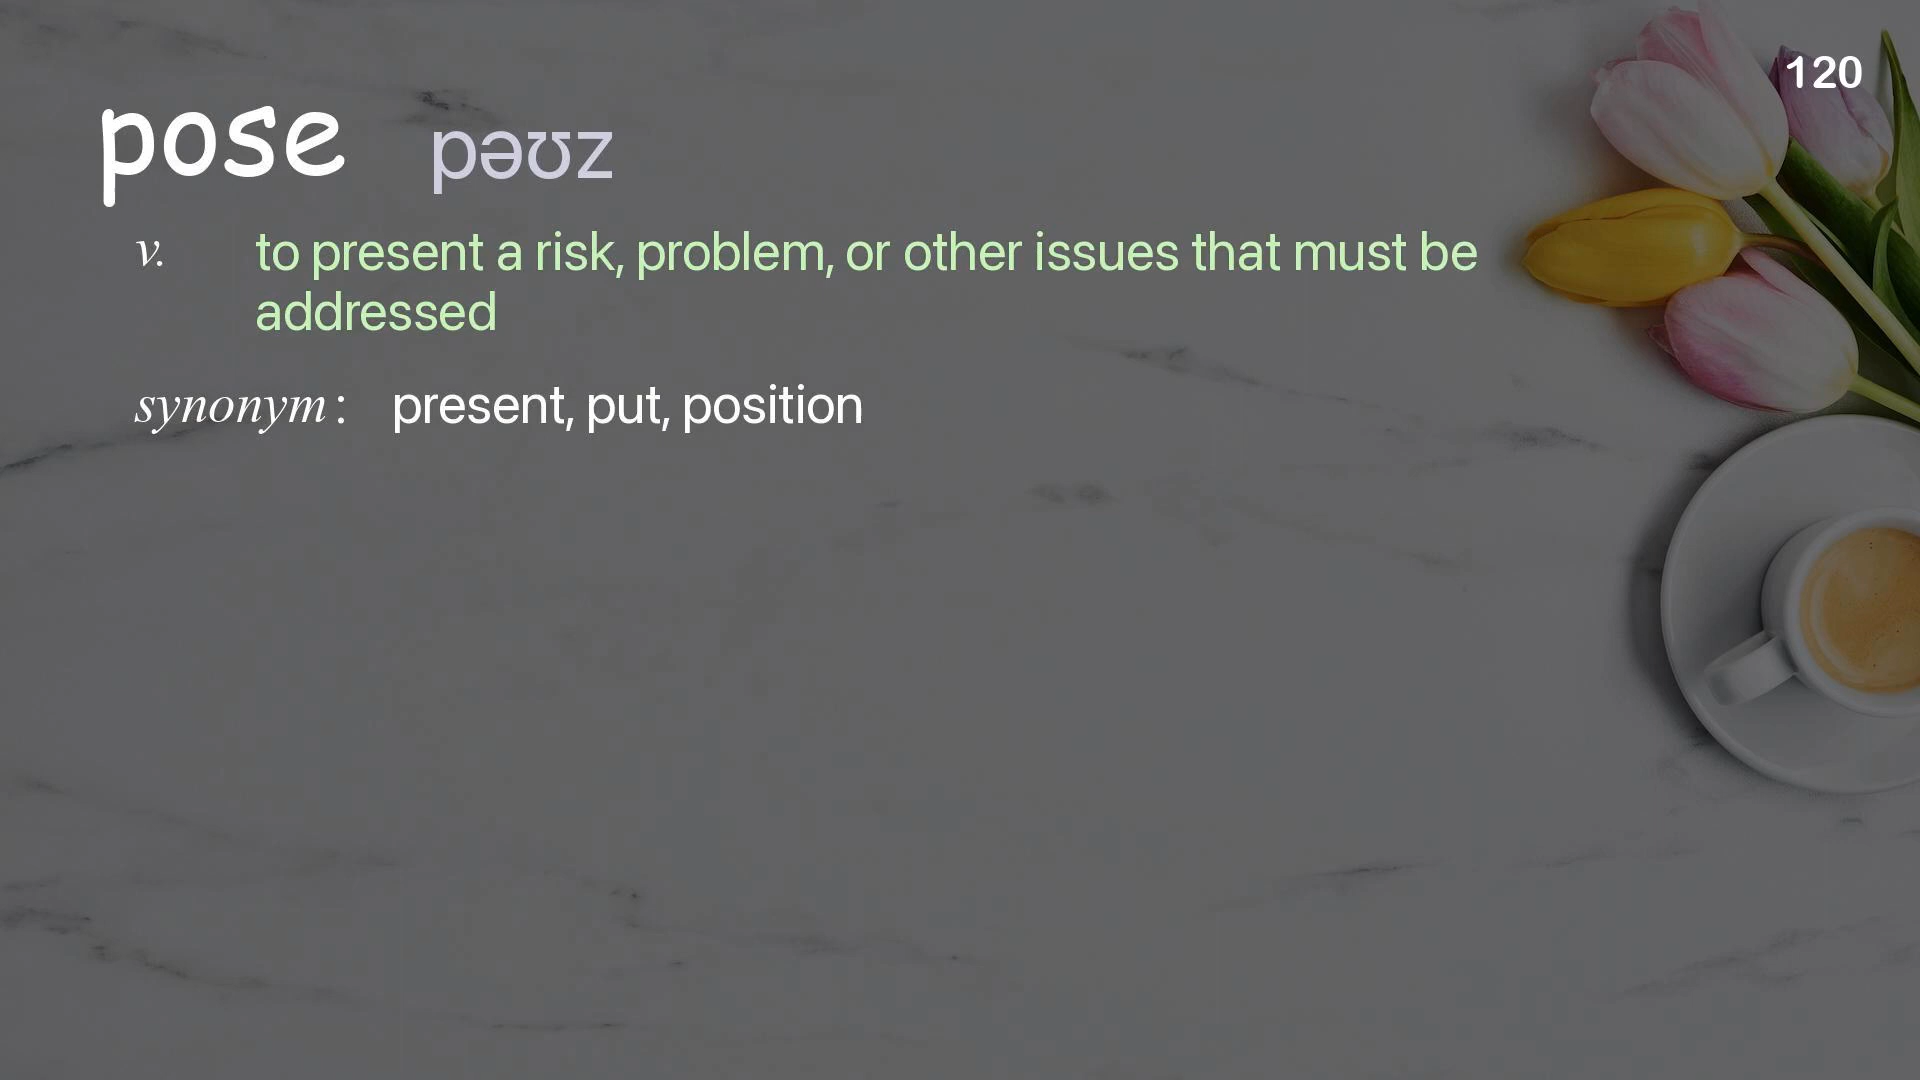 120
pose pəʊz
v. to present a risk, problem, or other issues that must be
addressed
synonym: present, put, position